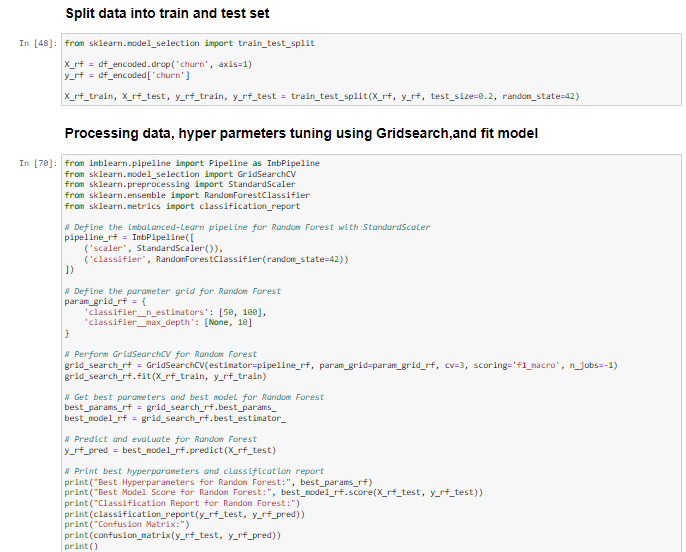 Split data into train and test set
In [48]: from sklearn.model_selection import train_test_split
X_rf = df_encoded.drop('churn', axis=1)
y_rf = df_encoded['churn']
X_rf_train, X_rf_test, y_rf_train, y_rf_test = train_test_split(X_rf, y_rf, test_size=0.2, random_state=42)
Processing data, hyper parmeters tuning using Gridsearch,and fit model
In [70]: from imblearn.pipeline import Pipeline as ImbPipeline
from sklearn.model_selection import GridSearchCV
from sklearn.preprocessing import StandardScaler
from sklearn.ensemble import RandomForestClassifier
from sklearn.metrics import classification_report
# Define the imbalanced-learn pipeline for Random Forest with StandardScaler
pipeline_rf = ImbPipeline([
('scaler', StandardScaler()),
('classifier', RandomForestClassifier(random_state=42))
])
# Define the parameter grid for Random Forest
param_grid_rf = {
'classifier__n_estimators': [50, 100],
'classifier__max_depth': [None, 10]
}
# Perform GridSearchCV for Random Forest
grid_search_rf = GridSearchCV(estimator=pipeline_rf, param_grid=param_grid_rf, cv=3, scoring='f1_macro', n_jobs=-1)
grid_search_rf.fit(X_rf_train, y_rf_train)
# Get best parameters and best model for Random Forest
best_params_rf = grid_search_rf.best_params_
best_model_rf = grid_search_rf.best_estimator_
# Predict and evaluate for Random Forest
y_rf_pred = best_model_rf.predict(X_rf_test)
# Print best hyperparameters and classification report
print("Best Hyperparameters for Random Forest:", best_params_rf)
print("Best Model Score for Random Forest:", best_model_rf.score(X_rf_test, y_rf_test))
print("Classification Report for Random Forest:")
print(classification_report(y_rf_test, y_rf_pred))
print("Confusion Matrix:")
print(confusion_matrix(y_rf_test, y_rf_pred))
print()